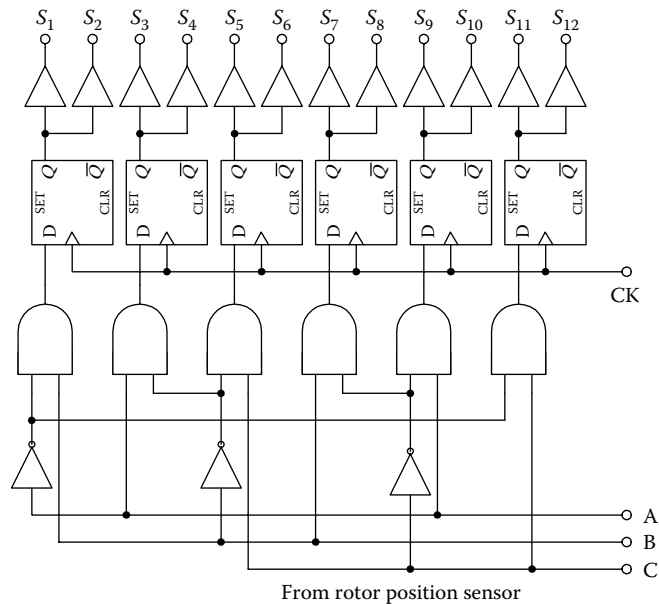 S1 S2 S3 S4 S5 S6 S7 S8 S9 S10 S11 S12
Q Q Q Q Q Q Q Q Q Q Q Q
SET CLR SET CLR SET CLR SET CLR SET CLR SET CLR
D D D D D D
CK
A
B
C
From rotor position sensor